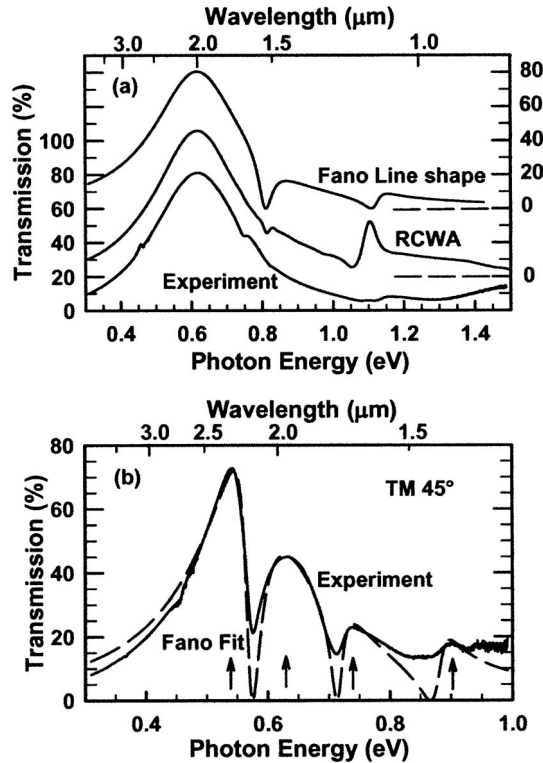 Wavelength (μm)
3.0 2.0 1.5 1.0
(a)
Transmission (%)
100
80
60
40
20
0
80
60
40
20
0
0
Fano Line shape
RCWA
Experiment
0.4 0.6 0.8 1.0 1.2 1.4
Photon Energy (eV)
Wavelength (μm)
3.0 2.5 2.0 1.5
(b)
TM 45°
Transmission (%)
80
60
40
20
0
Experiment
Fano Fit
0.4 0.6 0.8 1.0
Photon Energy (eV)